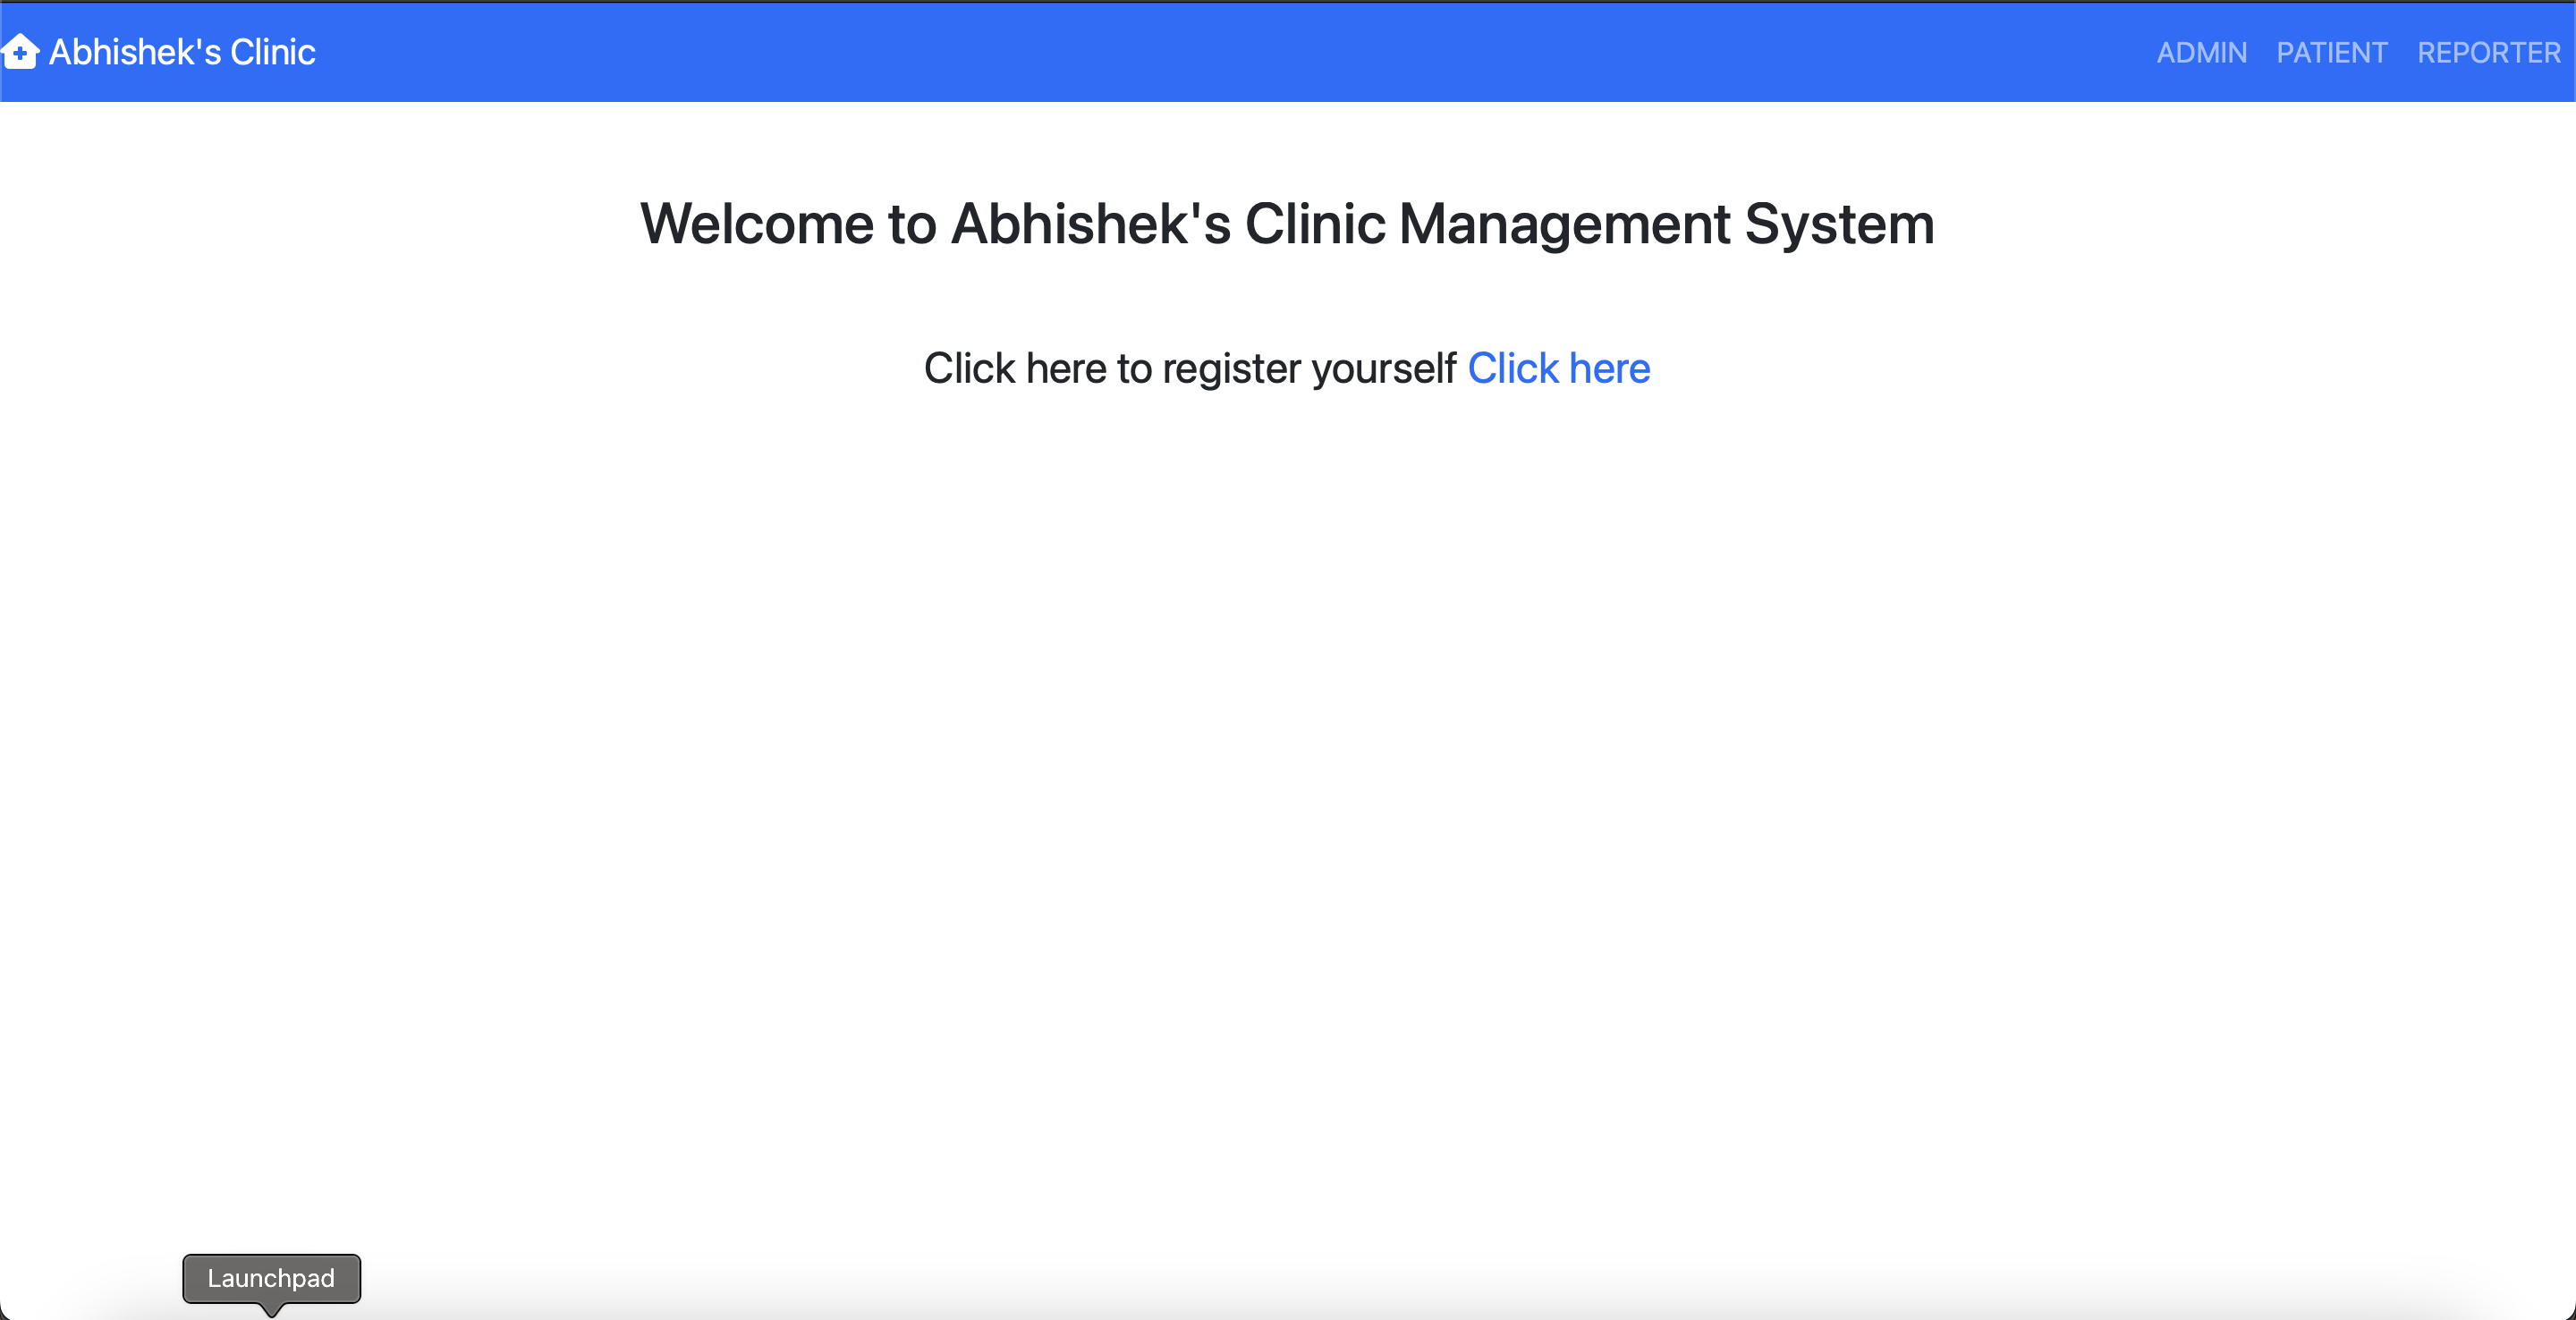 Abhishek's Clinic ADMIN PATIENT REPORTER
Welcome to Abhishek's Clinic Management System
Click here to register yourself Click here
Launchpad